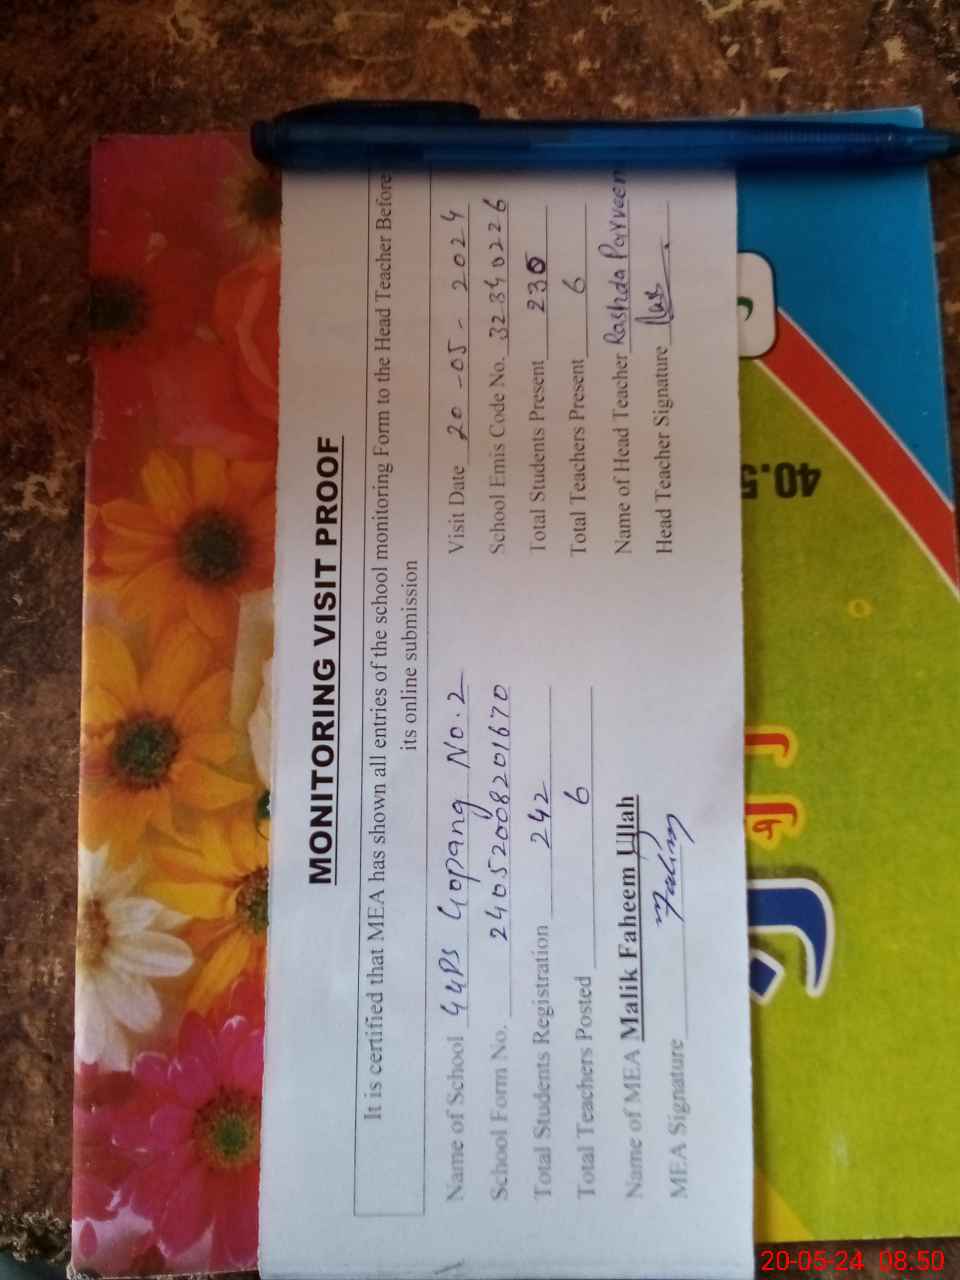 MONITORING VISIT PROOF
It is certified that MEA has shown all entries of the school monitoring Form to the Head Teacher Before
its online submission
Name of School GGPS Gopang No.2
Visit Date 20-05-2024
School Form No. 24052008201670
School Emis Code No. 32340226
Total Students Registration 242
Total Students Present 230
Total Teachers Posted 6
Total Teachers Present 6
Name of MEA Malik Faheem Ullah
Name of Head Teacher Rashda Parveen
MEA Signature Fahim
Head Teacher Signature
40.5
20-05-24 08:50